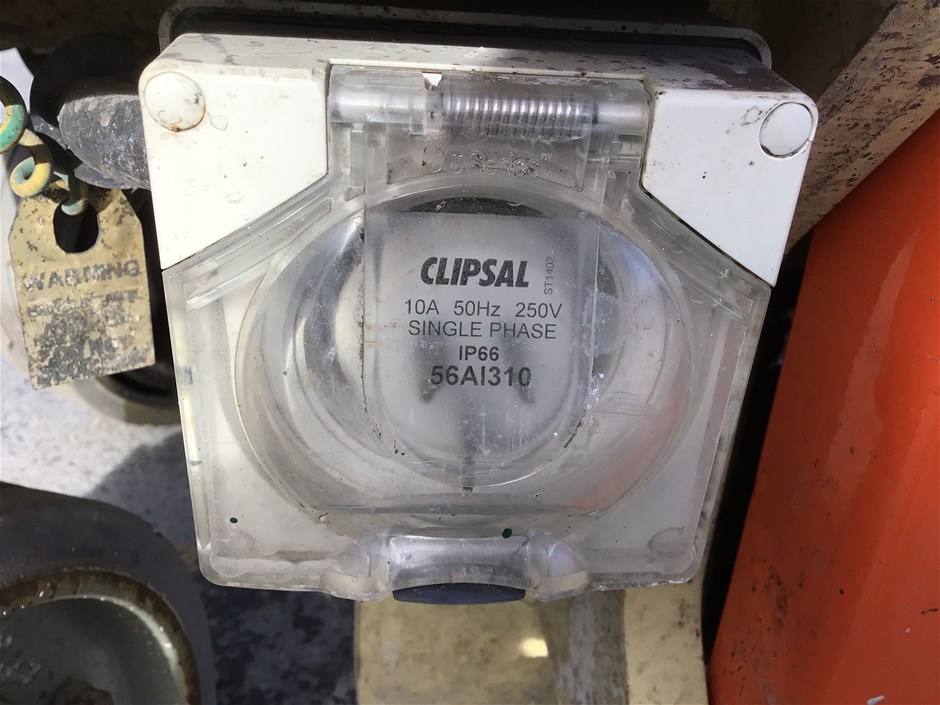 CLIPSAL
ST1402
10A 50Hz 250V
SINGLE PHASE
IP66
56AI310
WARNING